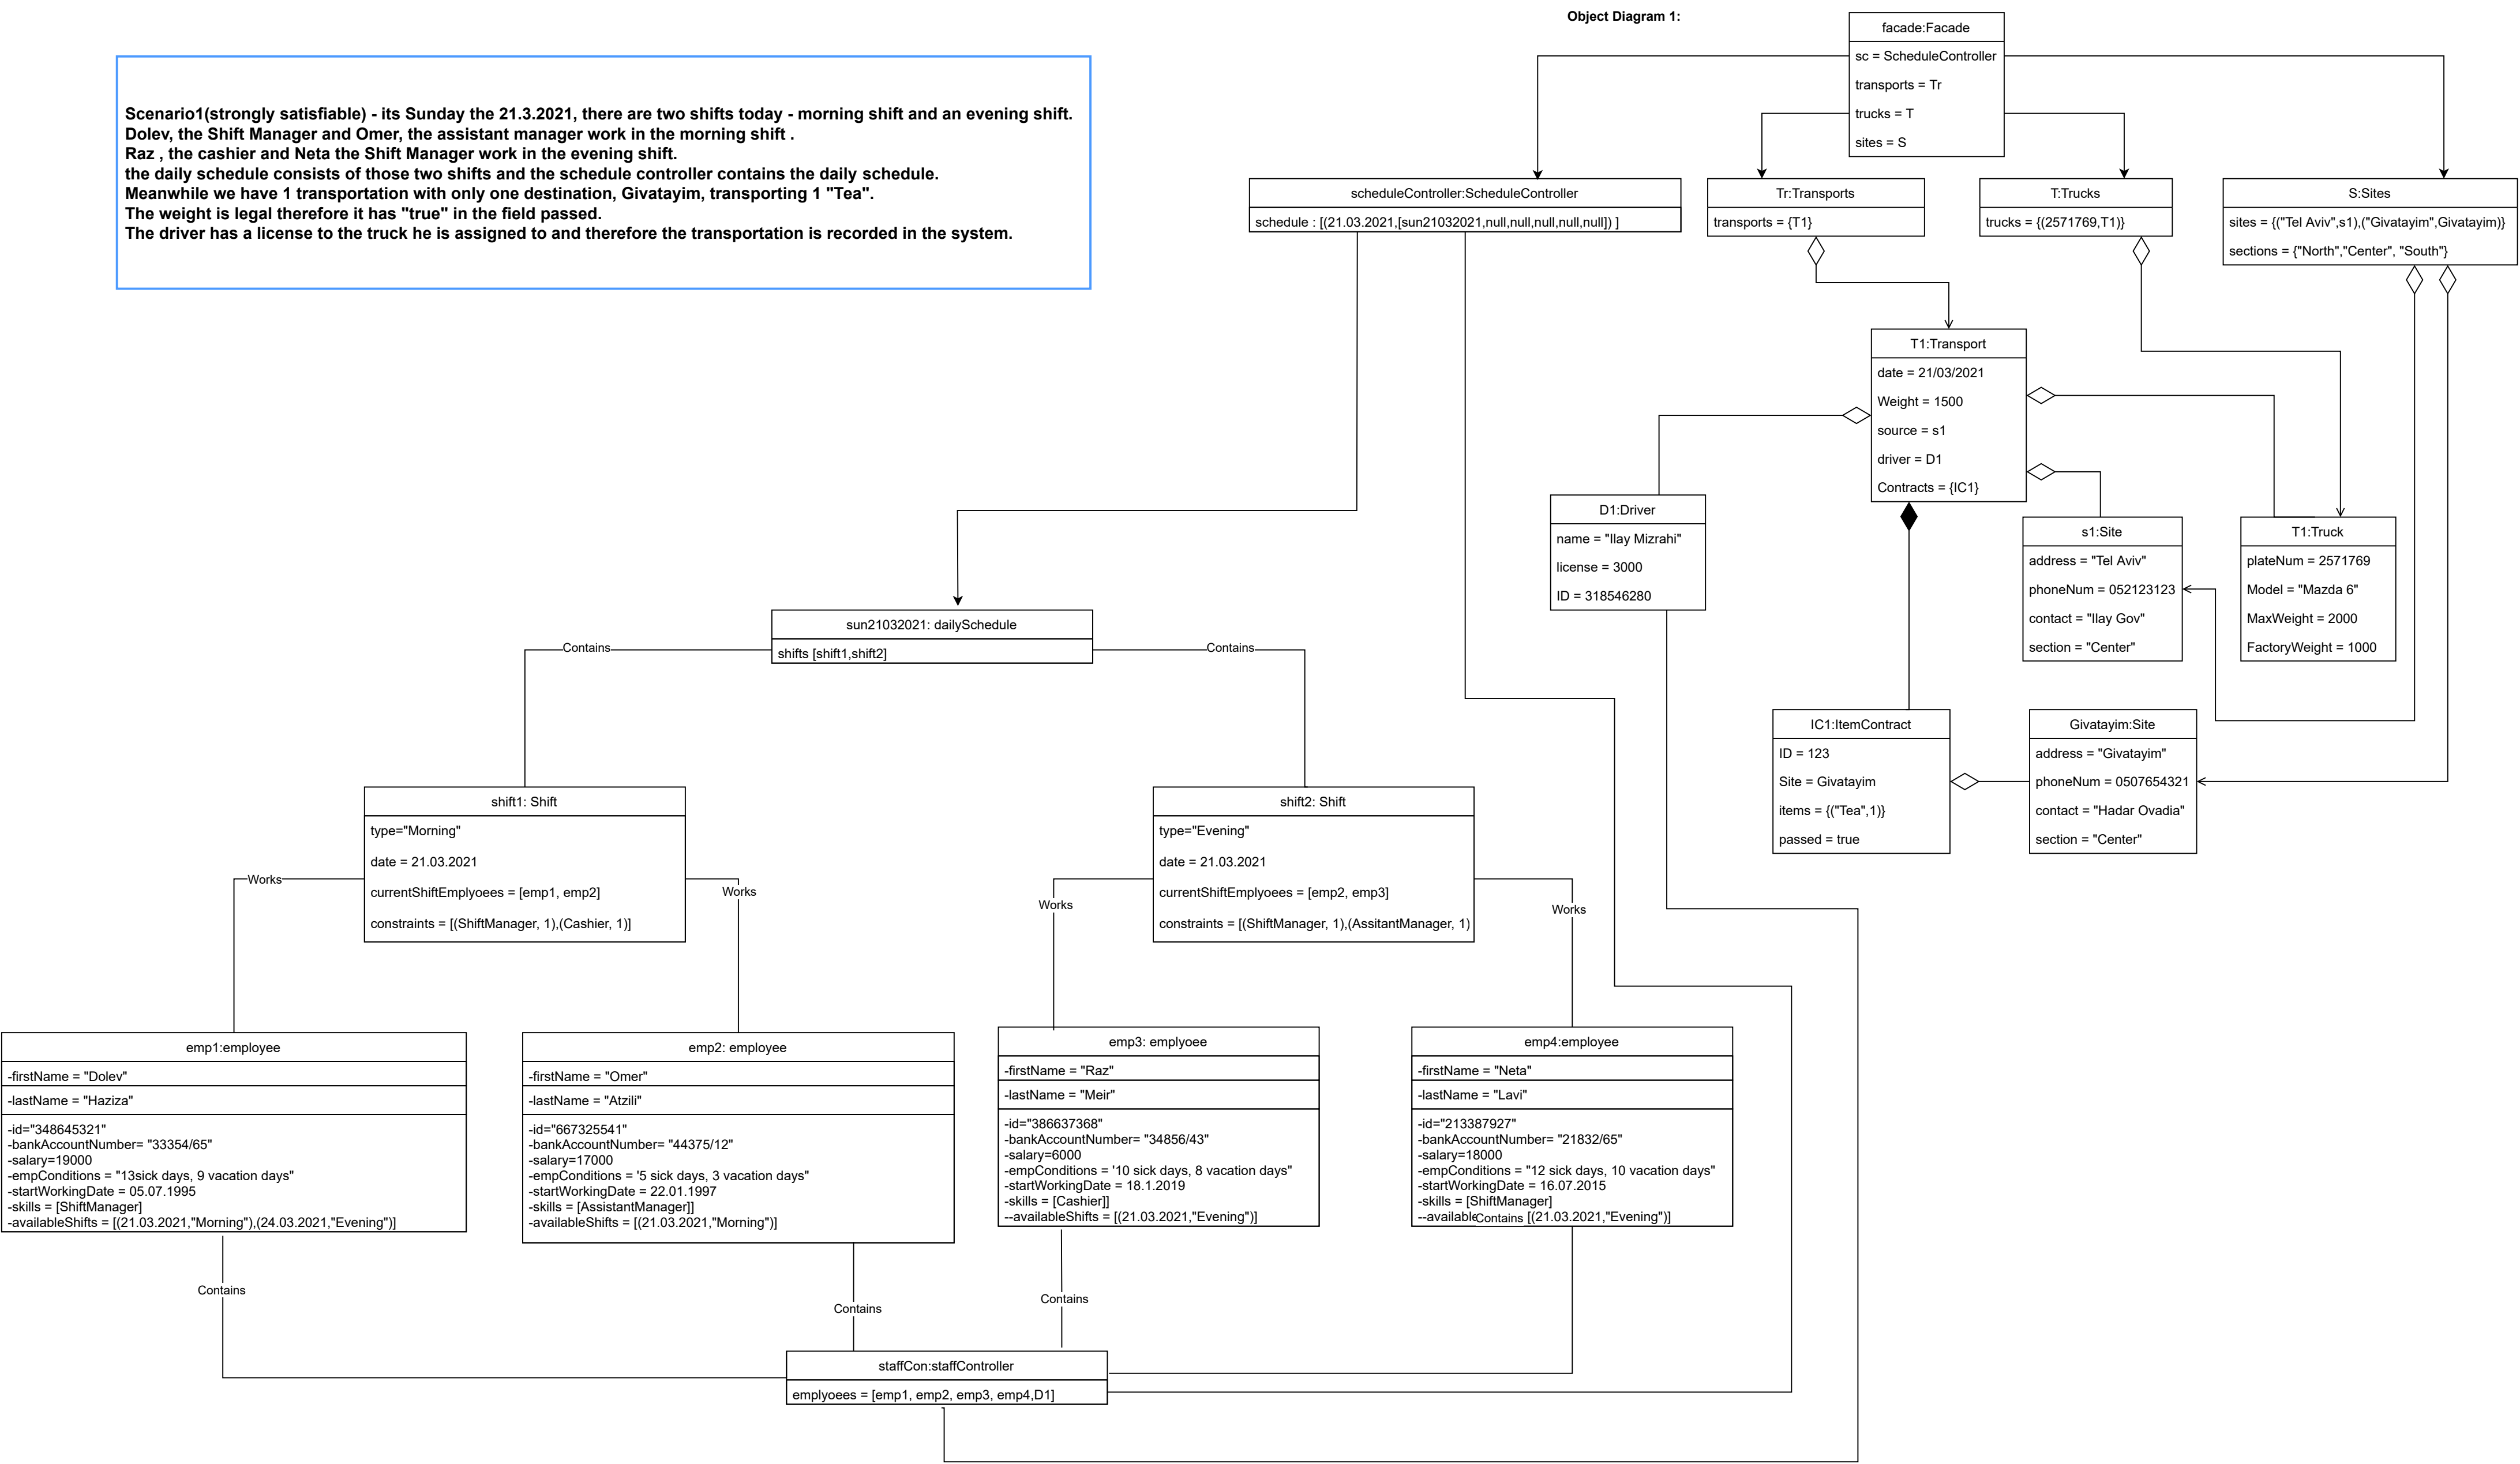 Object Diagram 1:
Scenario1(strongly satisfiable) - its Sunday the 21.3.2021, there are two shifts today - morning shift and an evening shift.
Dolev, the Shift Manager and Omer, the assistant manager work in the morning shift .
Raz , the cashier and Neta the Shift Manager work in the evening shift.
the daily schedule consists of those two shifts and the schedule controller contains the daily schedule.
Meanwhile we have 1 transportation with only one destination, Givatayim, transporting 1 "Tea".
The weight is legal therefore it has "true" in the field passed.
The driver has a license to the truck he is assigned to and therefore the transportation is recorded in the system.
facade:Facade
sc = ScheduleController
transports = Tr
trucks = T
sites = S
scheduleController:ScheduleController
schedule : [(21.03.2021,[sun21032021,null,null,null,null,null]) ]
Tr:Transports
transports = {T1}
T:Trucks
trucks = {(2571769,T1)}
S:Sites
sites = {("Tel Aviv",s1),("Givatayim",Givatayim)}
sections = {"North","Center", "South"}
T1:Transport
date = 21/03/2021
Weight = 1500
source = s1
driver = D1
Contracts = {IC1}
D1:Driver
name = "Ilay Mizrahi"
license = 3000
ID = 318546280
s1:Site
address = "Tel Aviv"
phoneNum = 052123123
contact = "Ilay Gov"
section = "Center"
T1:Truck
plateNum = 2571769
Model = "Mazda 6"
MaxWeight = 2000
FactoryWeight = 1000
sun21032021: dailySchedule
shifts [shift1,shift2]
Contains
Contains
IC1:ItemContract
ID = 123
Site = Givatayim
items = {("Tea",1)}
passed = true
Givatayim:Site
address = "Givatayim"
phoneNum = 0507654321
contact = "Hadar Ovadia"
section = "Center"
shift1: Shift
type="Morning"
date = 21.03.2021
currentShiftEmplyoees = [emp1, emp2]
constraints = [(ShiftManager, 1),(Cashier, 1)]
shift2: Shift
type="Evening"
date = 21.03.2021
currentShiftEmplyoees = [emp2, emp3]
constraints = [(ShiftManager, 1),(AssitantManager, 1)
Works
Works
Works
Works
emp1:employee
-firstName = "Dolev"
-lastName = "Haziza"
-id="348645321"
-bankAccountNumber= "33354/65"
-salary=19000
-empConditions = "13sick days, 9 vacation days"
-startWorkingDate = 05.07.1995
-skills = [ShiftManager]
-availableShifts = [(21.03.2021,"Morning"),(24.03.2021,"Evening")]
emp2: employee
-firstName = "Omer"
-lastName = "Atzili"
-id="667325541"
-bankAccountNumber= "44375/12"
-salary=17000
-empConditions = '5 sick days, 3 vacation days"
-startWorkingDate = 22.01.1997
-skills = [AssistantManager]]
-availableShifts = [(21.03.2021,"Morning")]
emp3: emplyoee
-firstName = "Raz"
-lastName = "Meir"
-id="386637368"
-bankAccountNumber= "34856/43"
-salary=6000
-empConditions = '10 sick days, 8 vacation days"
-startWorkingDate = 18.1.2019
-skills = [Cashier]]
--availableShifts = [(21.03.2021,"Evening")]
emp4:employee
-firstName = "Neta"
-lastName = "Lavi"
-id="213387927"
-bankAccountNumber= "21832/65"
-salary=18000
-empConditions = "12 sick days, 10 vacation days"
-startWorkingDate = 16.07.2015
-skills = [ShiftManager]
--available Contains [(21.03.2021,"Evening")]
Contains
Contains
Contains
staffCon:staffController
emplyoees = [emp1, emp2, emp3, emp4,D1]